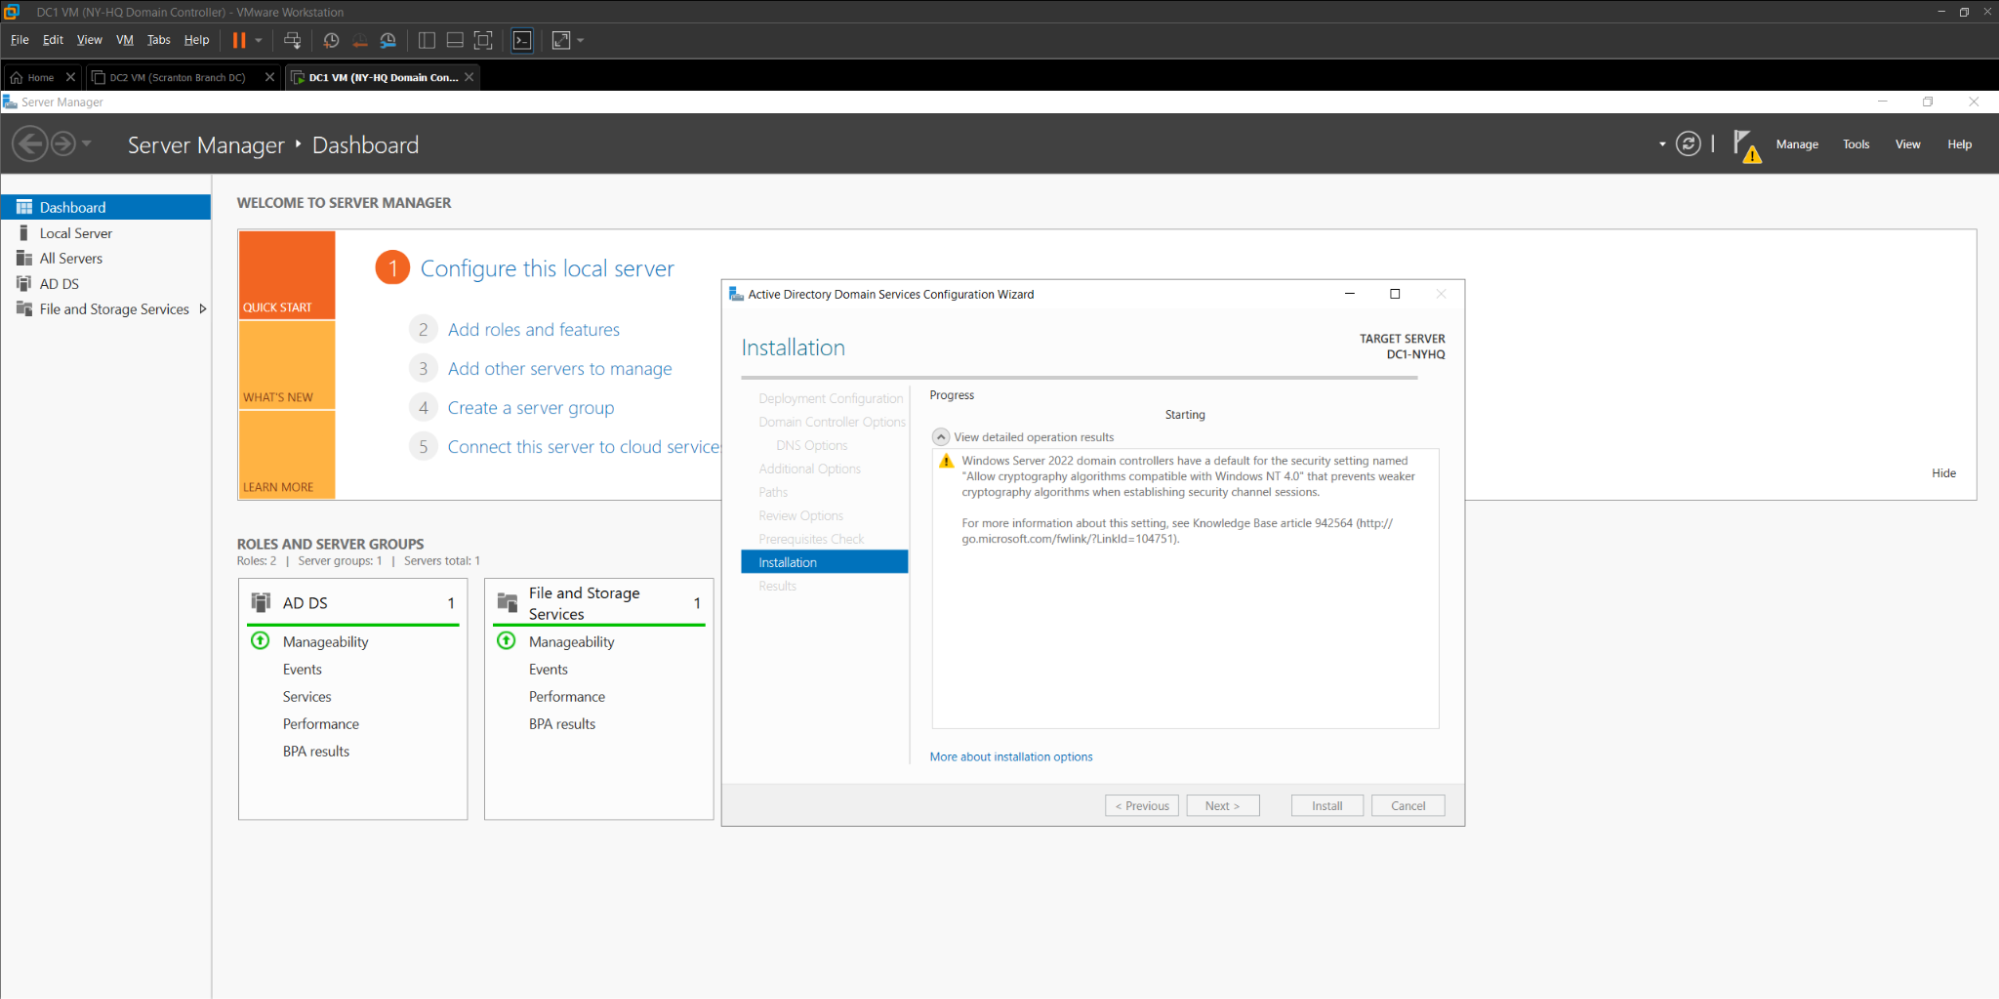 DC1 VM (NY-HQ Domain Controller) - VMware Workstation
File Edit View VM Tabs Help
Home DC2 VM (Scranton Branch DC) DC1 VM (NY-HQ Domain Con...
Server Manager
Server Manager Dashboard
Manage Tools View Help
Dashboard
Local Server
All Servers
AD DS
File and Storage Services
WELCOME TO SERVER MANAGER
QUICK START
WHAT'S NEW
LEARN MORE
1 Configure this local server
2 Add roles and features
3 Add other servers to manage
4 Create a server group
5 Connect this server to cloud service
Hide
ROLES AND SERVER GROUPS
Roles: 2 | Server groups: 1 | Servers total: 1
AD DS 1
Manageability
Events
Services
Performance
BPA results
File and Storage
Services 1
Manageability
Events
Performance
BPA results
Active Directory Domain Services Configuration Wizard
Installation
TARGET SERVER
DC1-NYHQ
Deployment Configuration
Domain Controller Options
DNS Options
Additional Options
Paths
Review Options
Prerequisites Check
Installation
Results
Progress
Starting
View detailed operation results
Windows Server 2022 domain controllers have a default for the security setting named
"Allow cryptography algorithms compatible with Windows NT 4.0" that prevents weaker
cryptography algorithms when establishing security channel sessions.
For more information about this setting, see Knowledge Base article 942564 (http://
go.microsoft.com/fwlink/?LinkId=104751).
More about installation options
< Previous Next > Install Cancel